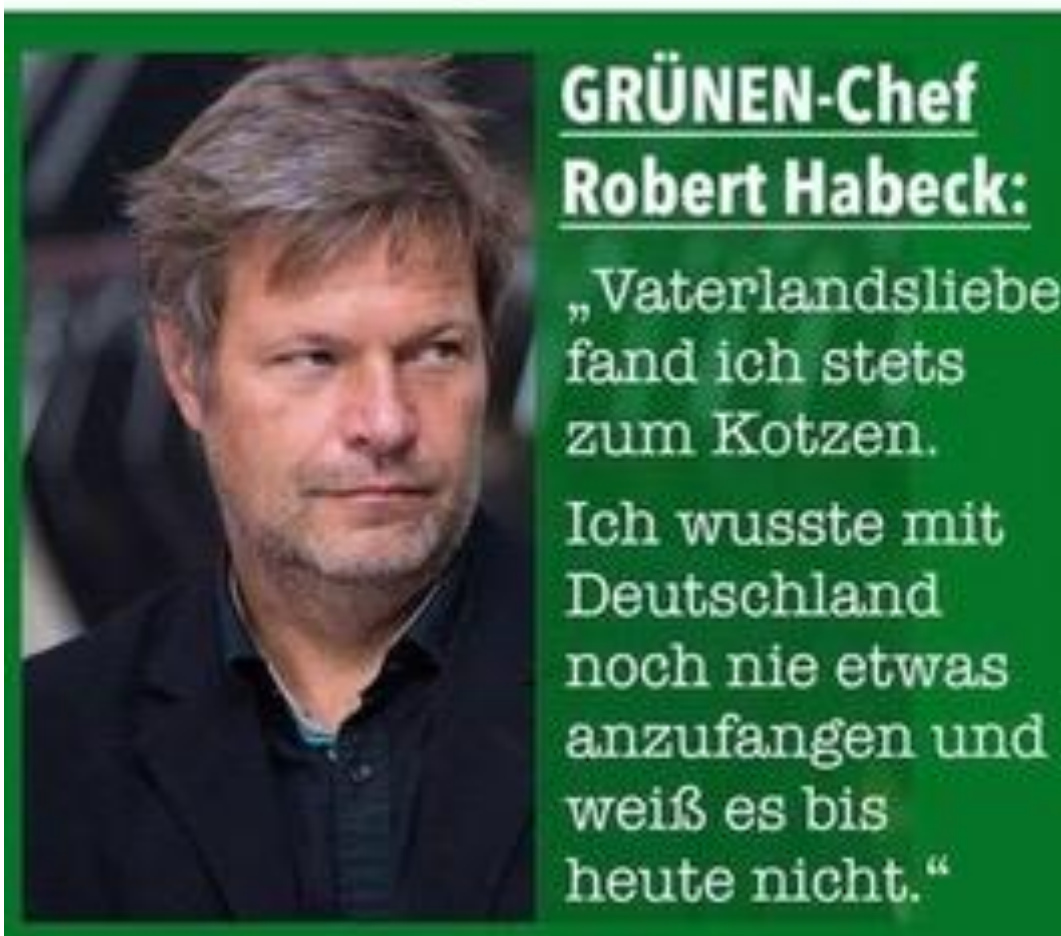 GRÜNEN-Chef
Robert Habeck:
„Vaterlandsliebe
fand ich stets
zum Kotzen.
Ich wusste mit
Deutschland
noch nie etwas
anzufangen und
weiß es bis
heute nicht.“